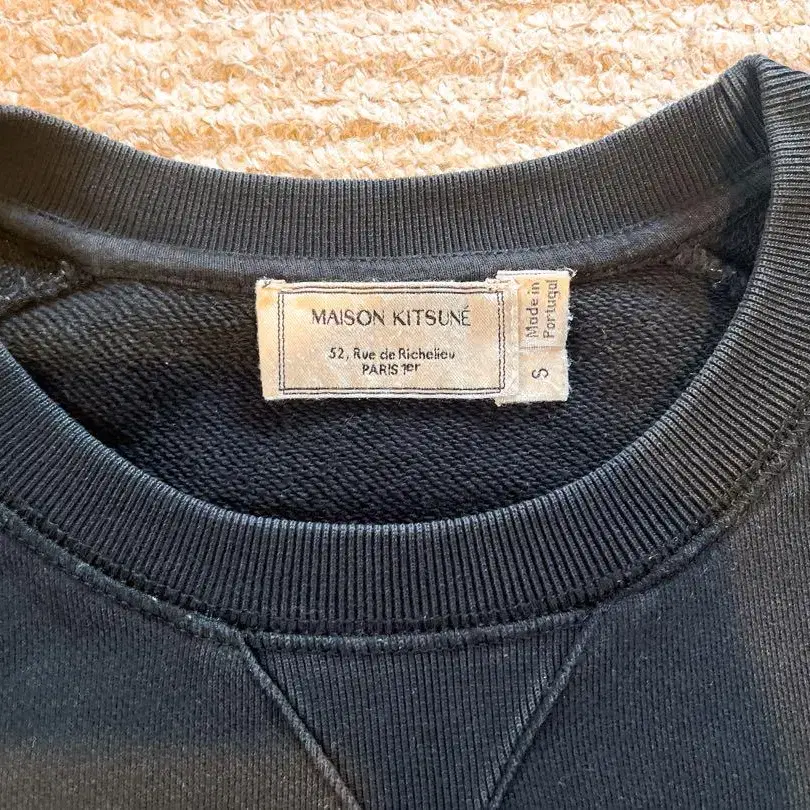 MAISON KITSUNÉ
52, Rue de Richelieu
PARIS 1er
Made in
Portugal
S